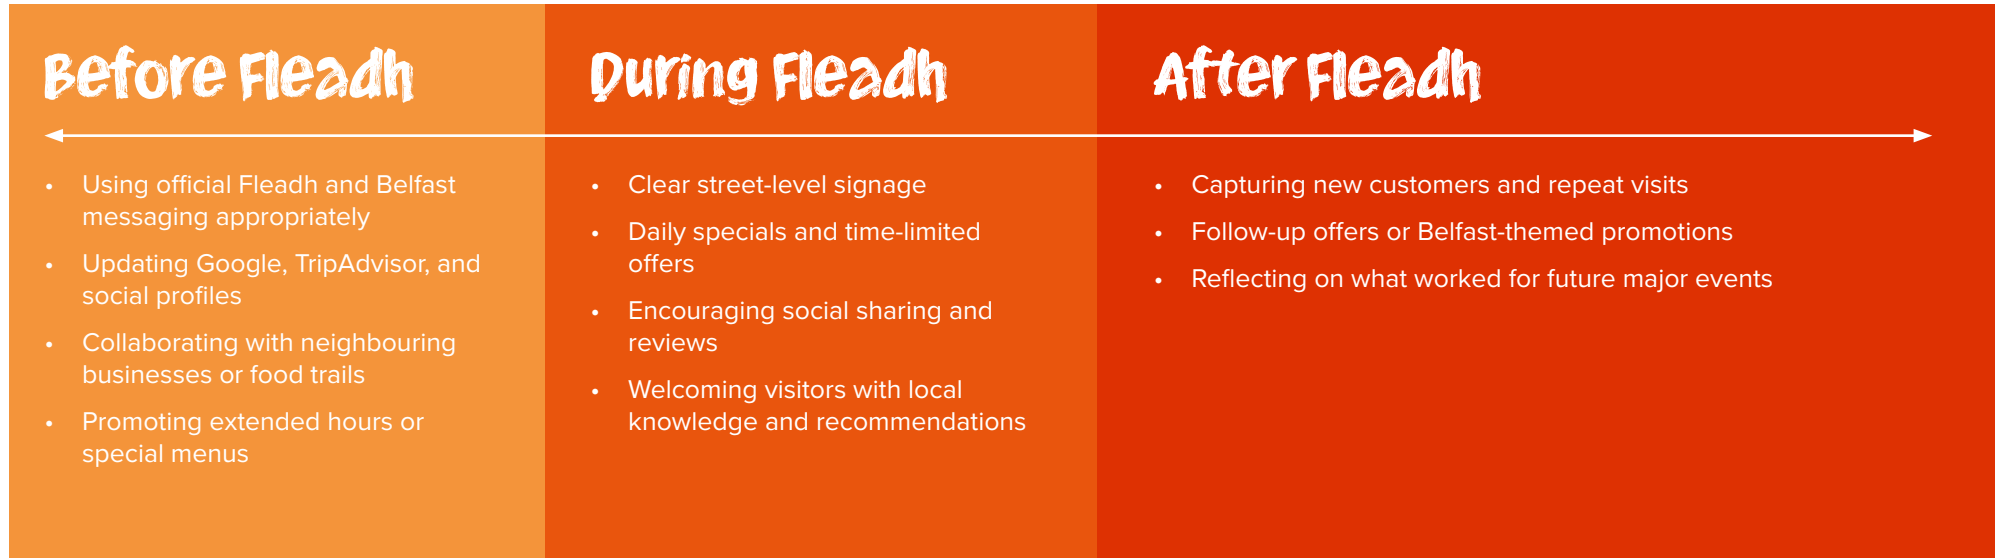 Before Fleadh
• Using official Fleadh and Belfast
messaging appropriately
• Updating Google, TripAdvisor, and
social profiles
• Collaborating with neighbouring
businesses or food trails
• Promoting extended hours or
special menus
During Fleadh
• Clear street-level signage
• Daily specials and time-limited
offers
• Encouraging social sharing and
reviews
• Welcoming visitors with local
knowledge and recommendations
After Fleadh
• Capturing new customers and repeat visits
• Follow-up offers or Belfast-themed promotions
• Reflecting on what worked for future major events